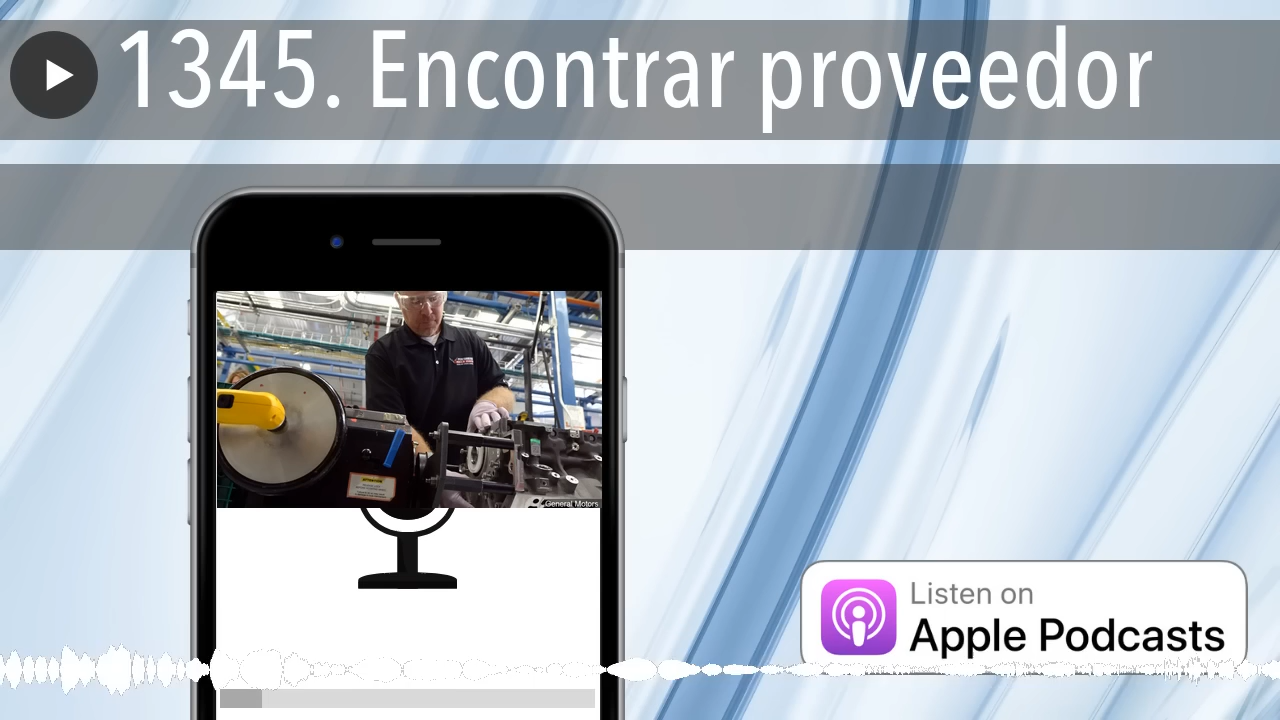 1345. Encontrar proveedor
General Motors
Listen on
Apple Podcasts